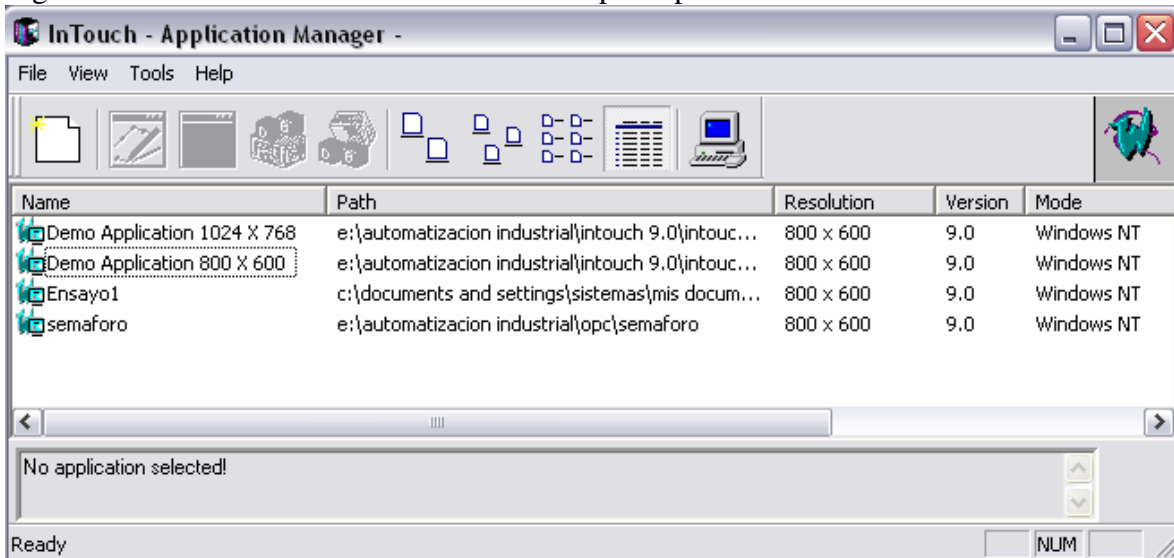 InTouch - Application Manager -
File View Tools Help
Name Path Resolution Version Mode
Demo Application 1024 X 768 e:\automatizacion industrial\intouch 9.0\intouc... 800 x 600 9.0 Windows NT
Demo Application 800 X 600 e:\automatizacion industrial\intouch 9.0\intouc... 800 x 600 9.0 Windows NT
Ensayo1 c:\documents and settings\sistemas\mis docum... 800 x 600 9.0 Windows NT
semaforo e:\automatizacion industrial\opc\semaforo 800 x 600 9.0 Windows NT
No application selected!
Ready NUM